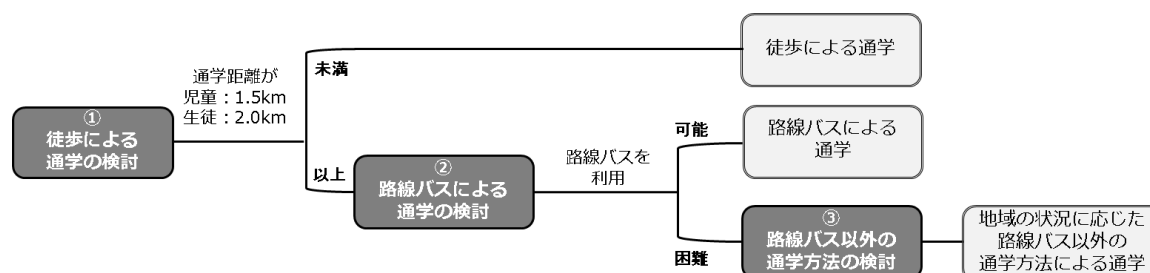 ①
徒歩による
通学の検討
通学距離が
児童：1.5km
生徒：2.0km
未満
徒歩による通学
以上
②
路線バスによる
通学の検討
路線バスを
利用
可能
路線バスによる
通学
困難
③
路線バス以外の
通学方法の検討
地域の状況に応じた
路線バス以外の
通学方法による通学